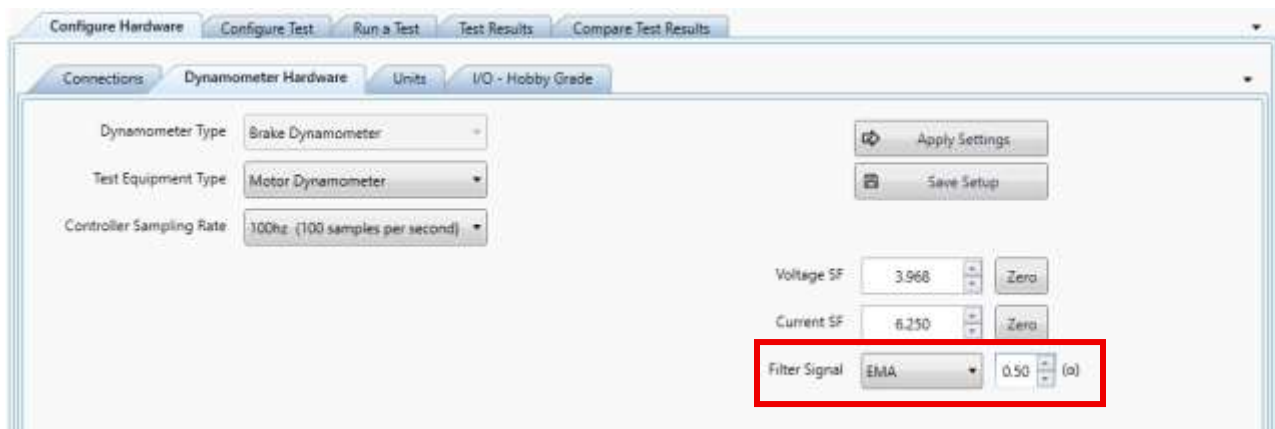 Configure Hardware Configure Test Run a Test Test Results Compare Test Results
Connections Dynamometer Hardware Units I/O - Hobby Grade
Dynamometer Type Brake Dynamometer Apply Settings
Test Equipment Type Motor Dynamometer Save Setup
Controller Sampling Rate 100hz (100 samples per second)
Voltage SF 3.968 Zero
Current SF 6.250 Zero
Filter Signal EMA 0.50 (α)